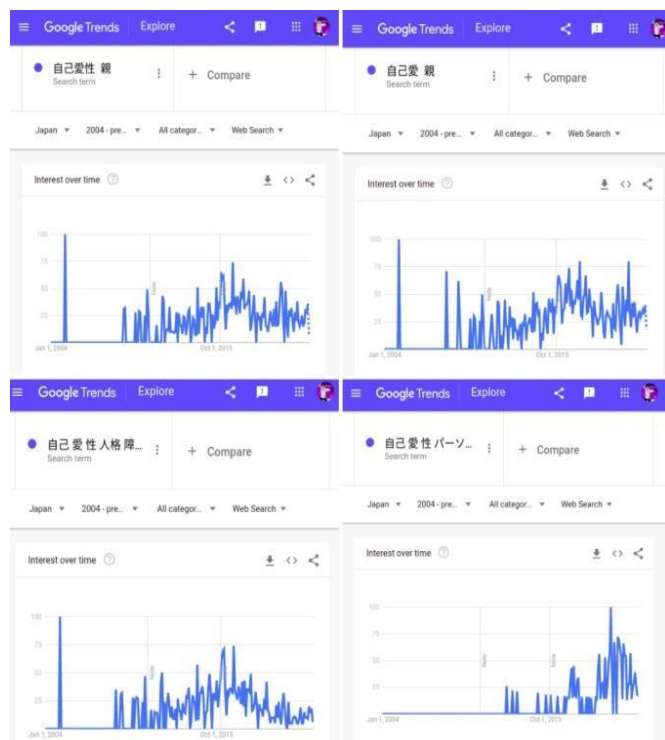 Google Trends Explore
自己愛性 親
Search term
+ Compare
Japan 2004 - pre... All categor... Web Search
Interest over time
100
75
50
25
Note
Jan 1, 2004 Oct 1, 2015
Google Trends Explore
自己愛 親
Search term
+ Compare
Japan 2004 - pre... All categor... Web Search
Interest over time
100
75
50
25
Note
Jan 1, 2004 Oct 1, 2015
Google Trends Explore
自己 愛 性 人格 障...
Search term
+ Compare
Japan 2004 - pre... All categor... Web Search
Interest over time
100
75
50
25
Note
Jan 1, 2004 Oct 1, 2015
Google Trends Explore
自己 愛 性 パーソ...
Search term
+ Compare
Japan 2004 - pre... All categor... Web Search
Interest over time
100
75
50
25
Note
Note
Jan 1, 2004 Oct 1, 2015